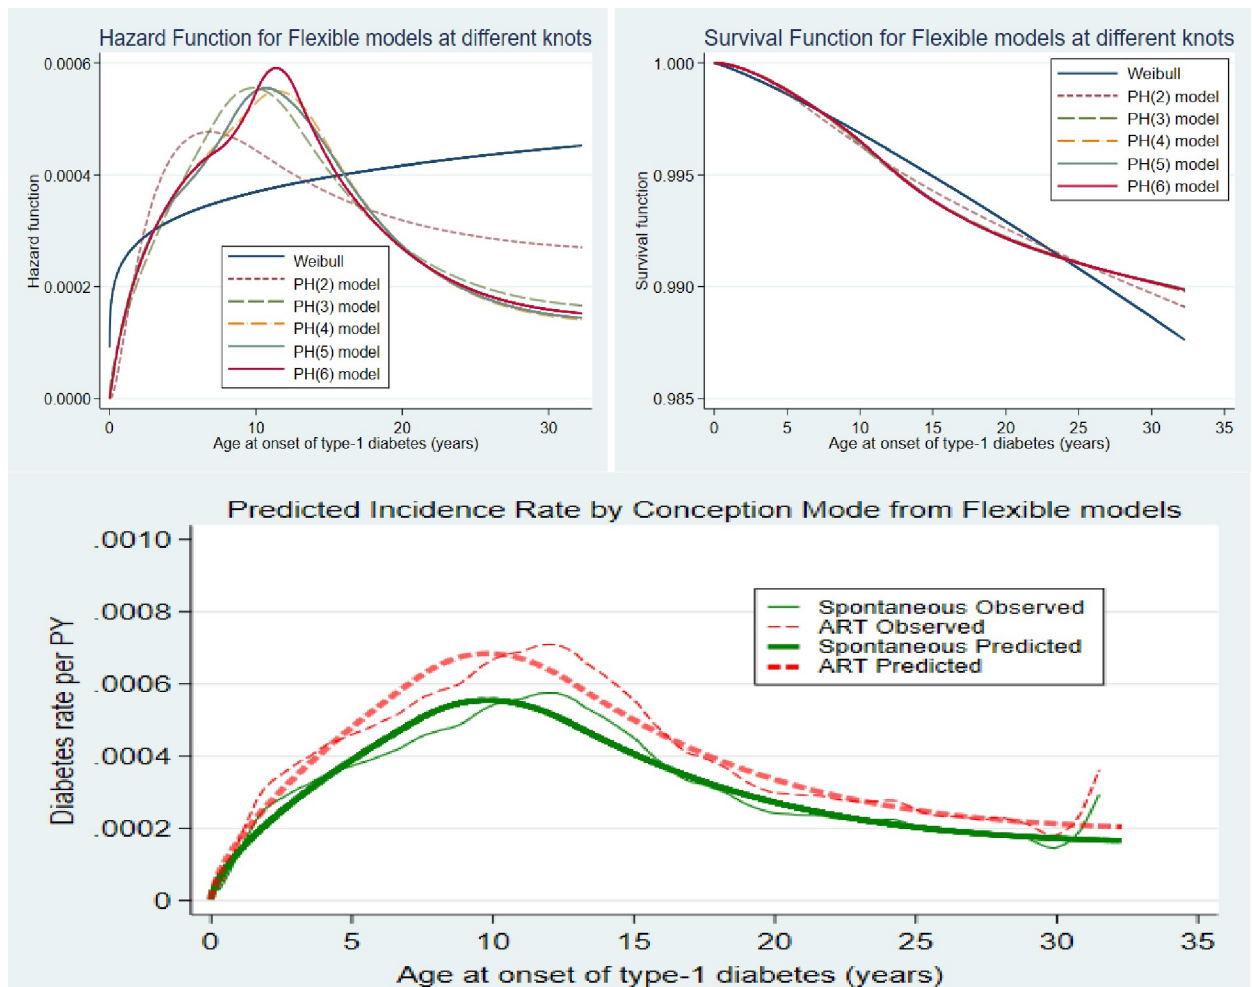 Hazard Function for Flexible models at different knots
0.0006
0.0004
0.0002
0.0000
Hazard function
Weibull
PH(2) model
PH(3) model
PH(4) model
PH(5) model
PH(6) model
0 10 20 30
Age at onset of type-1 diabetes (years)
Survival Function for Flexible models at different knots
1.000
0.995
0.990
0.985
Survival function
Weibull
PH(2) model
PH(3) model
PH(4) model
PH(5) model
PH(6) model
0 5 10 15 20 25 30 35
Age at onset of type-1 diabetes (years)
Predicted Incidence Rate by Conception Mode from Flexible models
.0010
.0008
.0006
.0004
.0002
0
Diabetes rate per PY
Spontaneous Observed
ART Observed
Spontaneous Predicted
ART Predicted
0 5 10 15 20 25 30 35
Age at onset of type-1 diabetes (years)